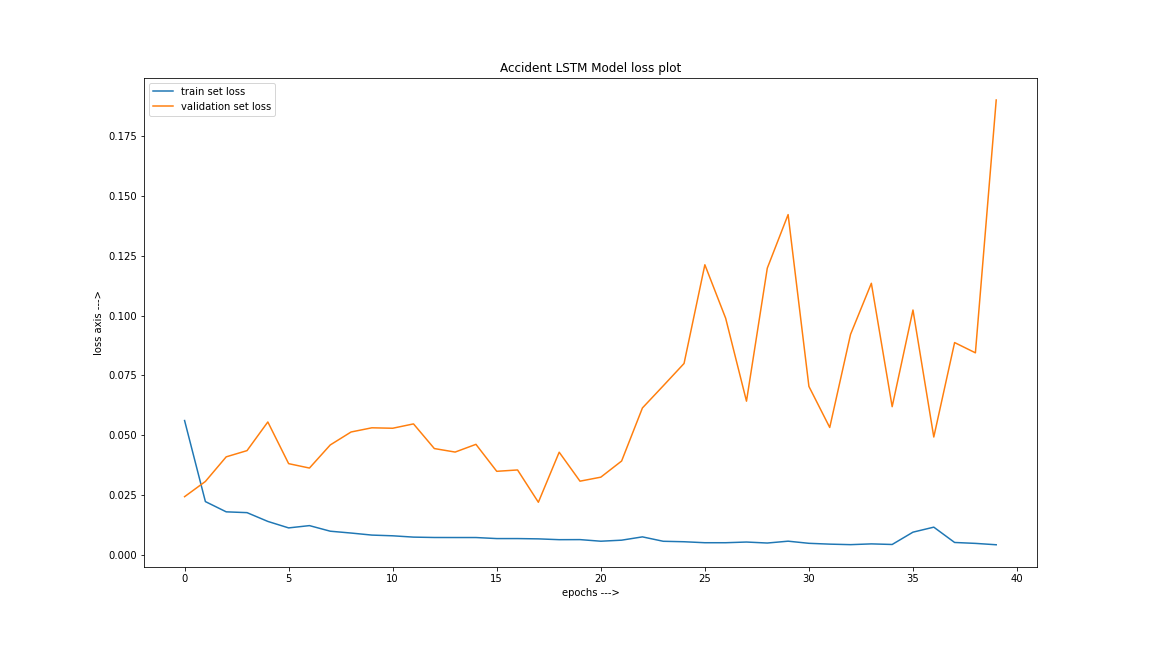 Accident LSTM Model loss plot
train set loss
validation set loss
loss axis --->
0.175
0.150
0.125
0.100
0.075
0.050
0.025
0.000
0 5 10 15 20 25 30 35 40
epochs --->